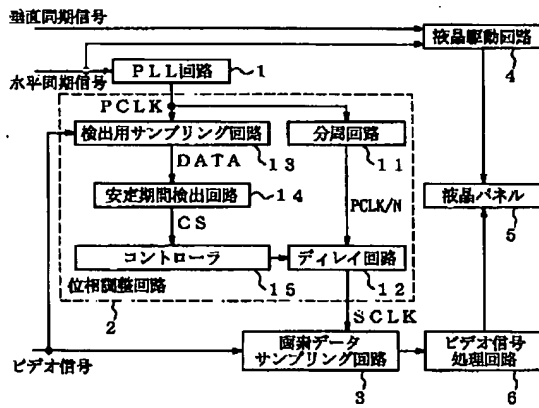 垂直同期信号
液晶駆動回路
4
水平同期信号
PLL回路
1
PCLK
検出用サンプリング回路
13
分周回路
11
DATA
安定期間検出回路
14
PCLK/N
液晶パネル
5
CS
コントローラ
15
ディレイ回路
12
位相調整回路
2
SCLK
ビデオ信号
画素データ
サンプリング回路
3
ビデオ信号
処理回路
6